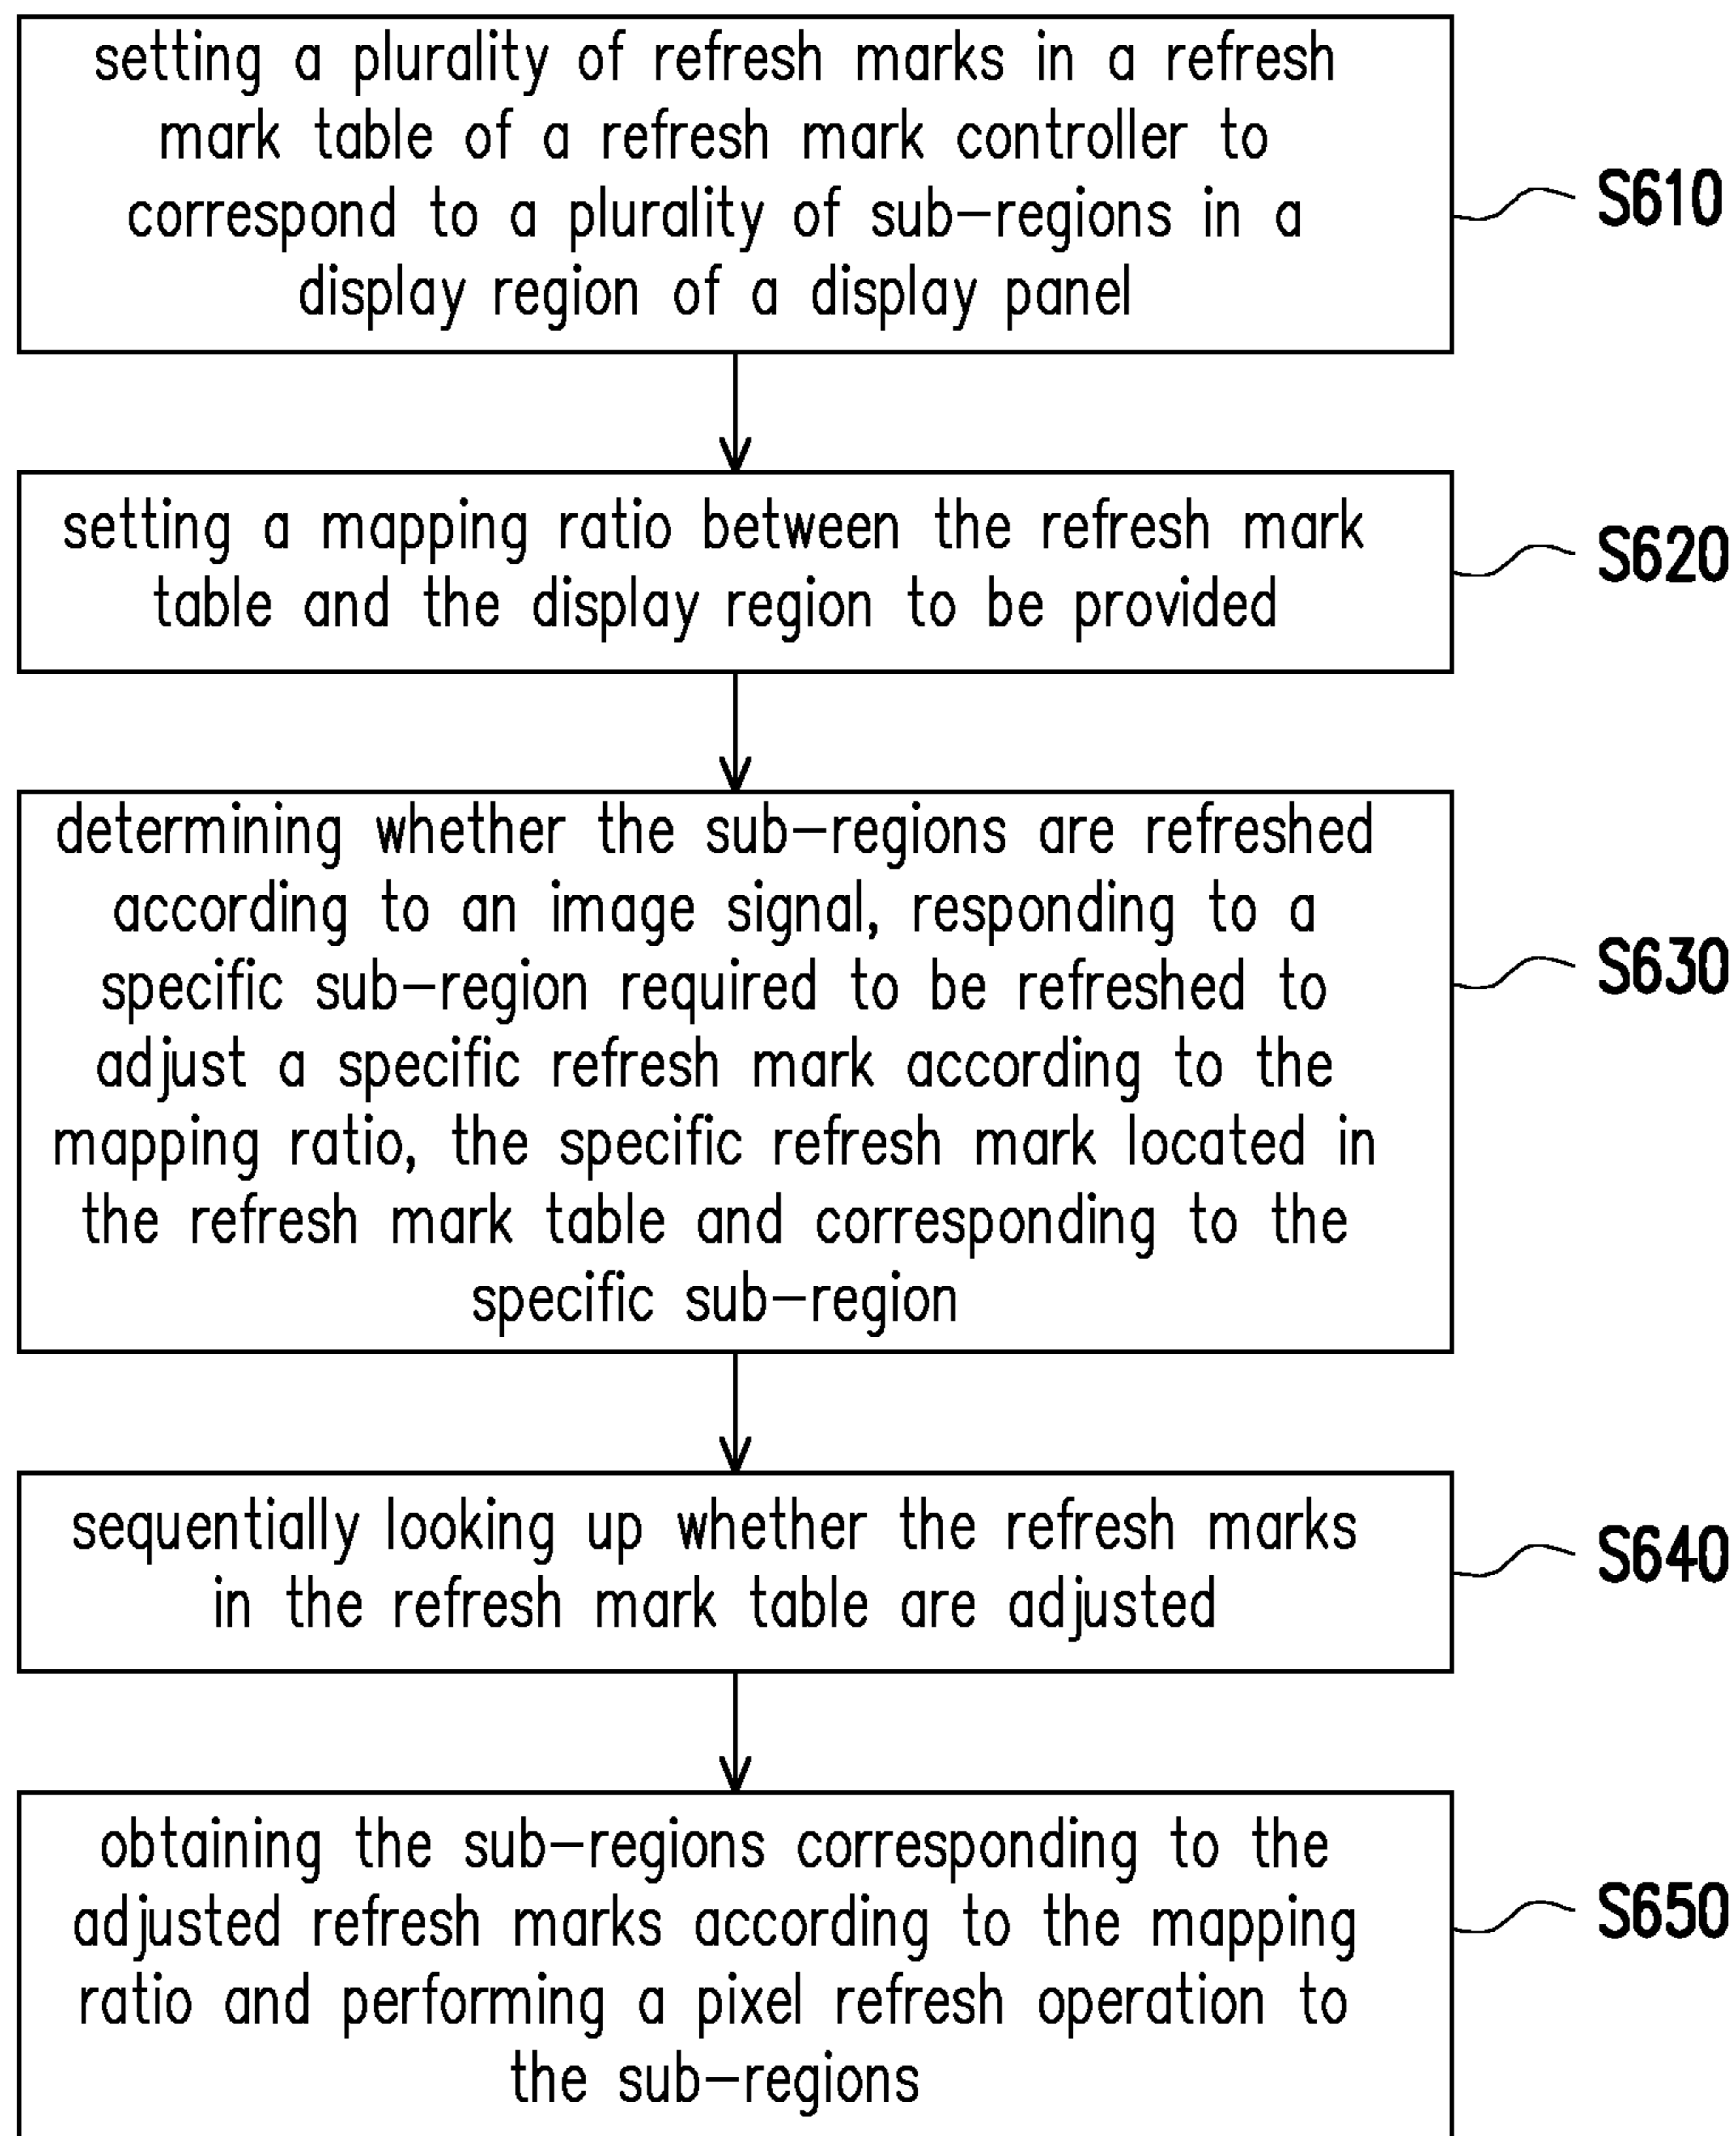 setting a plurality of refresh marks in a refresh
mark table of a refresh mark controller to
correspond to a plurality of sub-regions in a
display region of a display panel
S610
setting a mapping ratio between the refresh mark
table and the display region to be provided
S620
determining whether the sub-regions are refreshed
according to an image signal, responding to a
specific sub-region required to be refreshed to
adjust a specific refresh mark according to the
mapping ratio, the specific refresh mark located in
the refresh mark table and corresponding to the
specific sub-region
S630
sequentially looking up whether the refresh marks
in the refresh mark table are adjusted
S640
obtaining the sub-regions corresponding to the
adjusted refresh marks according to the mapping
ratio and performing a pixel refresh operation to
the sub-regions
S650